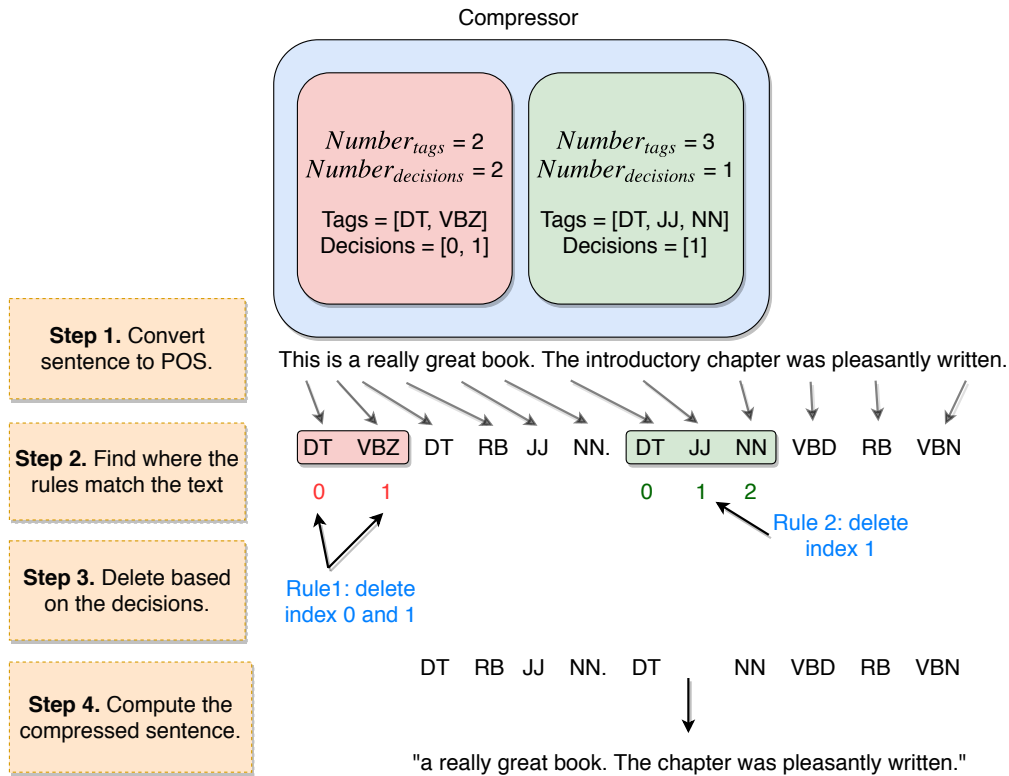 Compressor
Number_tags = 2
Number_decisions = 2
Tags = [DT, VBZ]
Decisions = [0, 1]
Number_tags = 3
Number_decisions = 1
Tags = [DT, JJ, NN]
Decisions = [1]
Step 1. Convert
sentence to POS.
This is a really great book. The introductory chapter was pleasantly written.
Step 2. Find where the
rules match the text
DT VBZ DT RB JJ NN. DT JJ NN VBD RB VBN
0 1 0 1 2
Step 3. Delete based
on the decisions.
Rule1: delete
index 0 and 1
Rule 2: delete
index 1
Step 4. Compute the
compressed sentence.
DT RB JJ NN. DT NN VBD RB VBN
"a really great book. The chapter was pleasantly written."